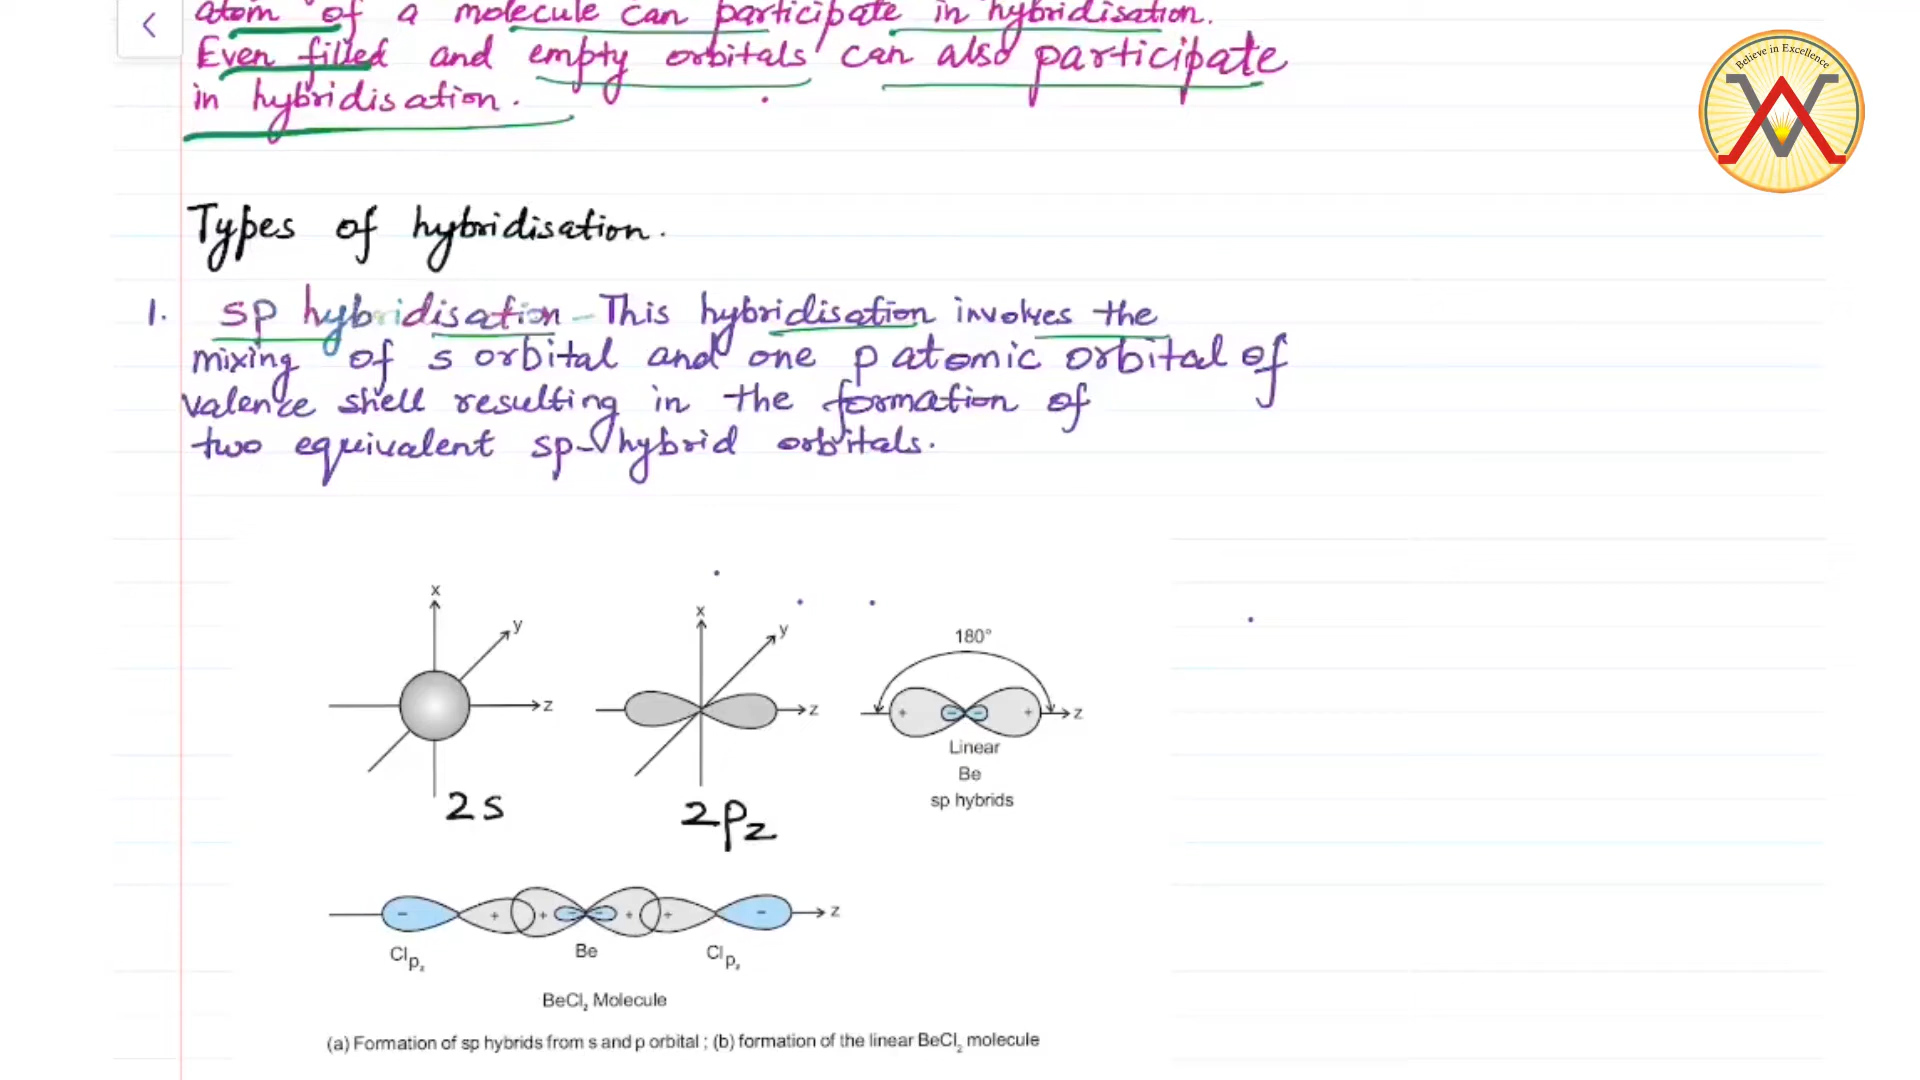 atom of a molecule can participate in hybridisation.
Even filled and empty orbitals can also participate
in hybridisation.
Believe in Excellence
Types of hybridisation.
1. sp hybridisation - This hybridisation involves the
mixing of s orbital and one p atomic orbital of
valence shell resulting in the formation of
two equivalent sp-hybrid orbitals.
x
y
z
2s
x
y
z
2pz
180°
+ - - +
z
Linear
Be
sp hybrids
- + + - - + + -
z
Clpz Be Clpz
BeCl₂ Molecule
(a) Formation of sp hybrids from s and p orbital ; (b) formation of the linear BeCl₂ molecule